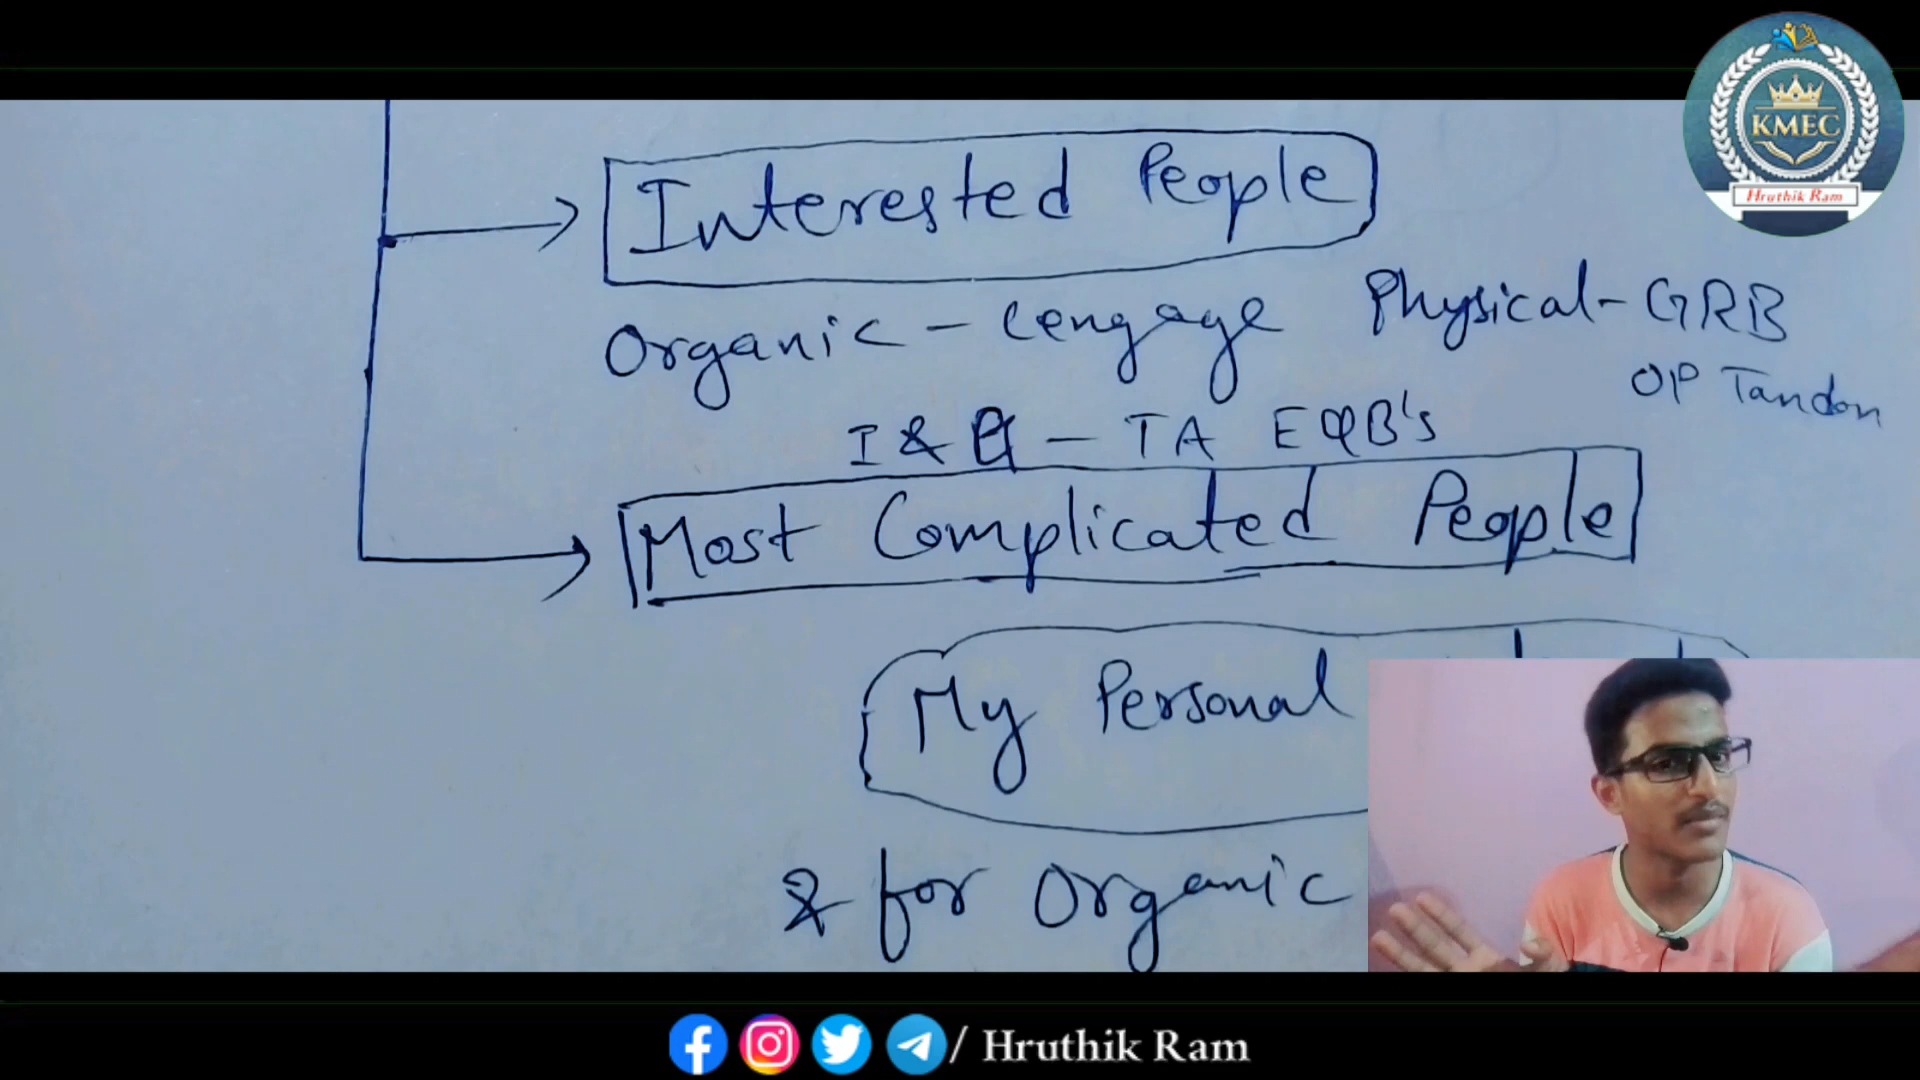 KMEC
Hruthik Ram
Interested People
Organic - Cengage Physical - GRB
OP Tandon
I & - TA EQB's
Most Complicated People
My Personal
& for Organic
/ Hruthik Ram